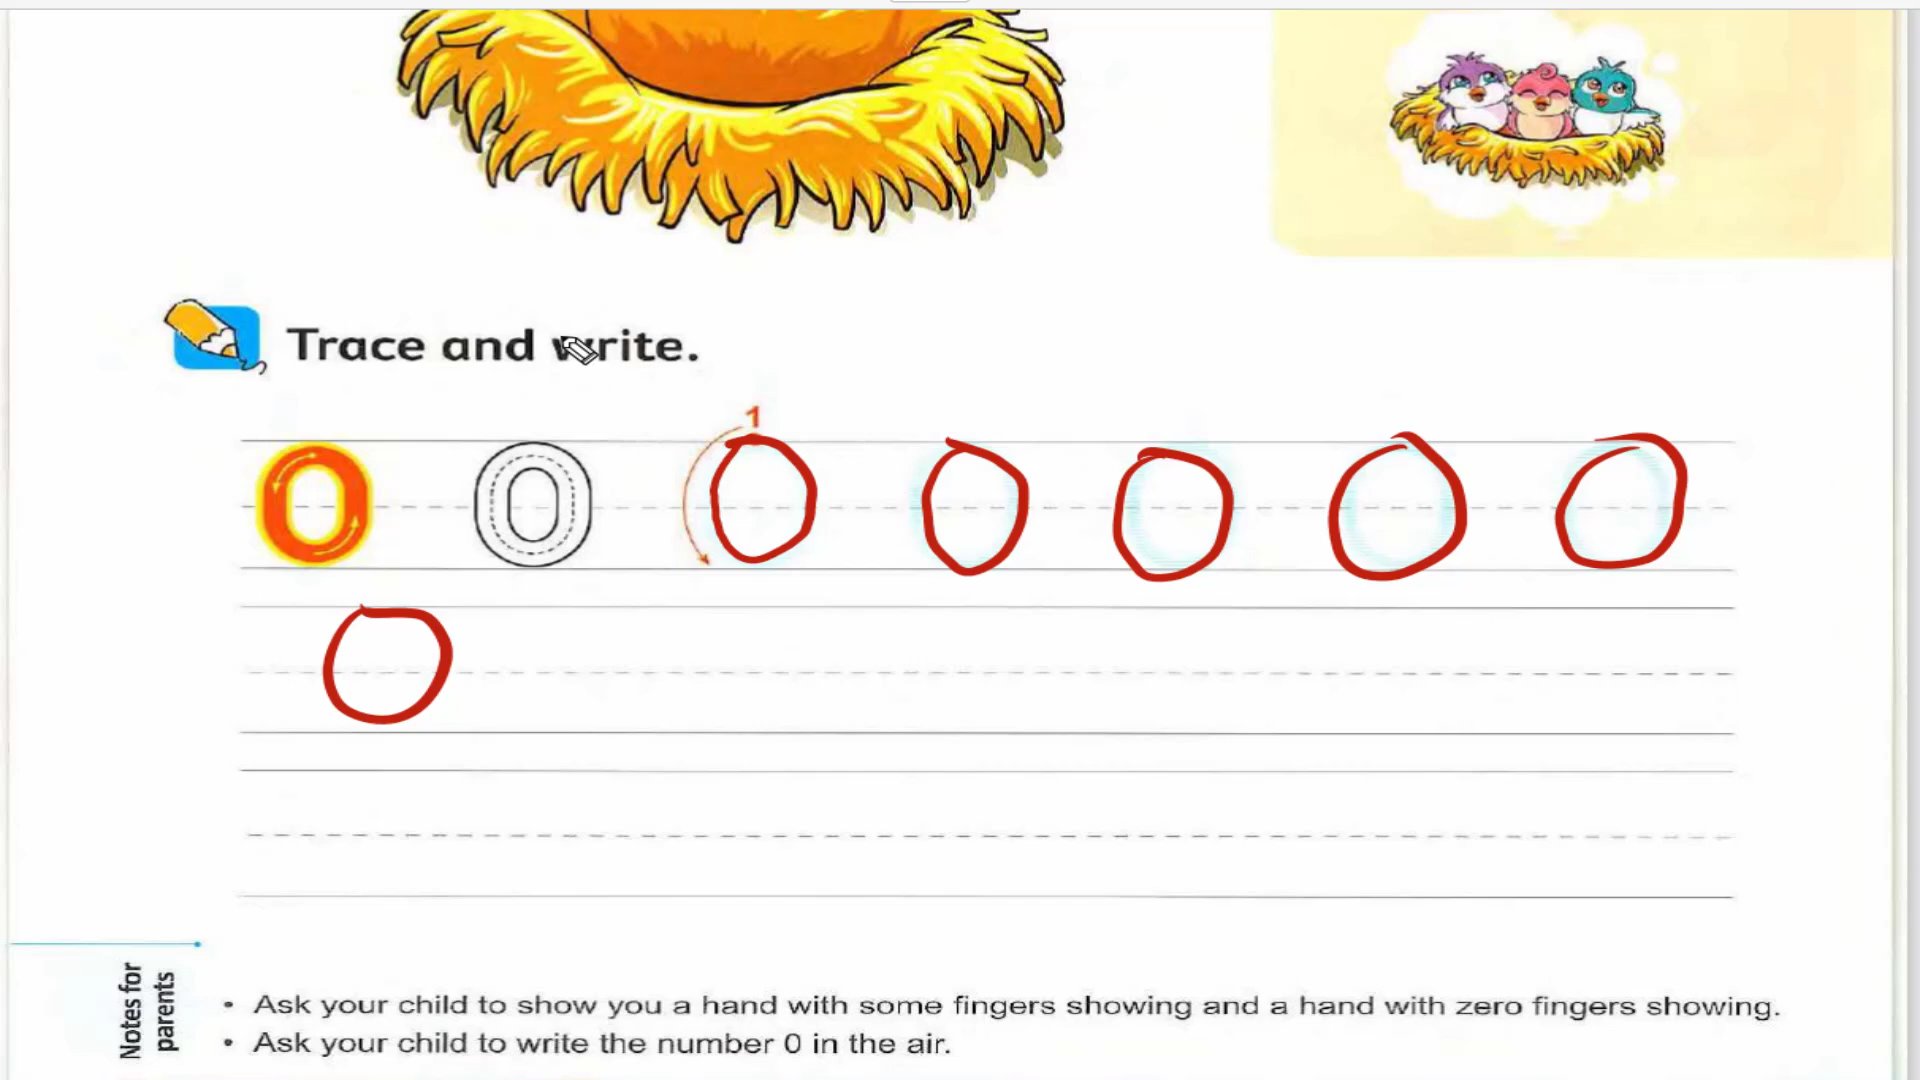 Trace and write.
1
0 0 0 0 0 0 0
0
Notes for parents
• Ask your child to show you a hand with some fingers showing and a hand with zero fingers showing.
• Ask your child to write the number 0 in the air.